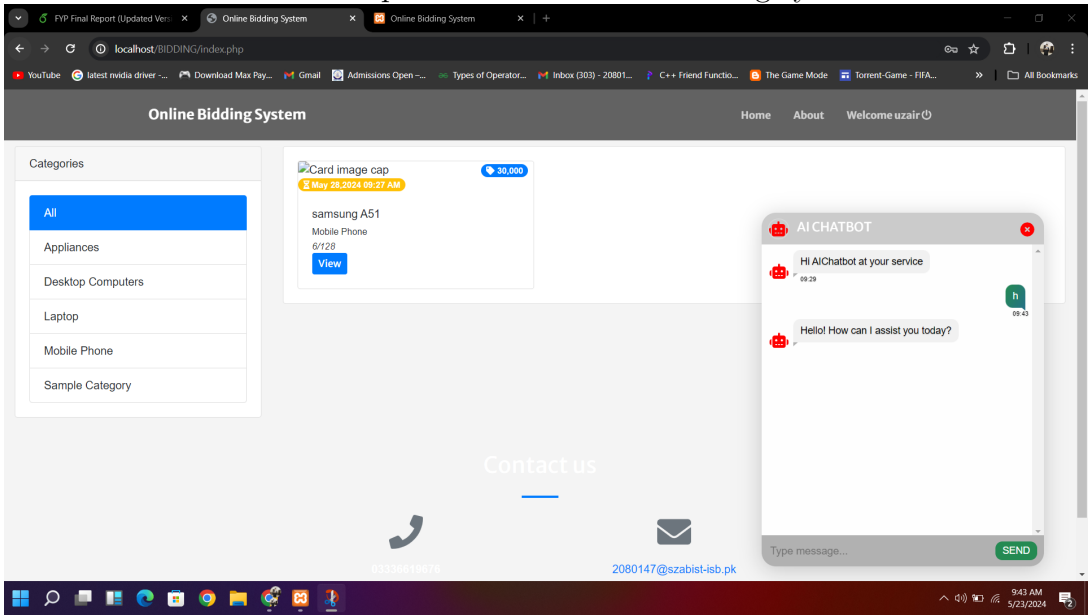 FYP Final Report (Updated Vers
Online Bidding System
Online Bidding System
localhost/BIDDING/index.php
YouTube
latest nvidia driver -...
Download Max Pay...
Gmail
Admissions Open –...
Types of Operator...
Inbox (303) - 20801...
C++ Friend Functio...
The Game Mode
Torrent-Game - FIFA...
»
All Bookmarks
Online Bidding System
Home
About
Welcome uzair
Categories
All
Appliances
Desktop Computers
Laptop
Mobile Phone
Sample Category
Card image cap
30,000
May 28,2024 09:27 AM
samsung A51
Mobile Phone
6/128
View
AI CHATBOT
Hi AIChatbot at your service
09:29
h
09:43
Hello! How can I assist you today?
Type message...
SEND
Contact us
2080147@szabist-isb.pk
9:43 AM
5/23/2024